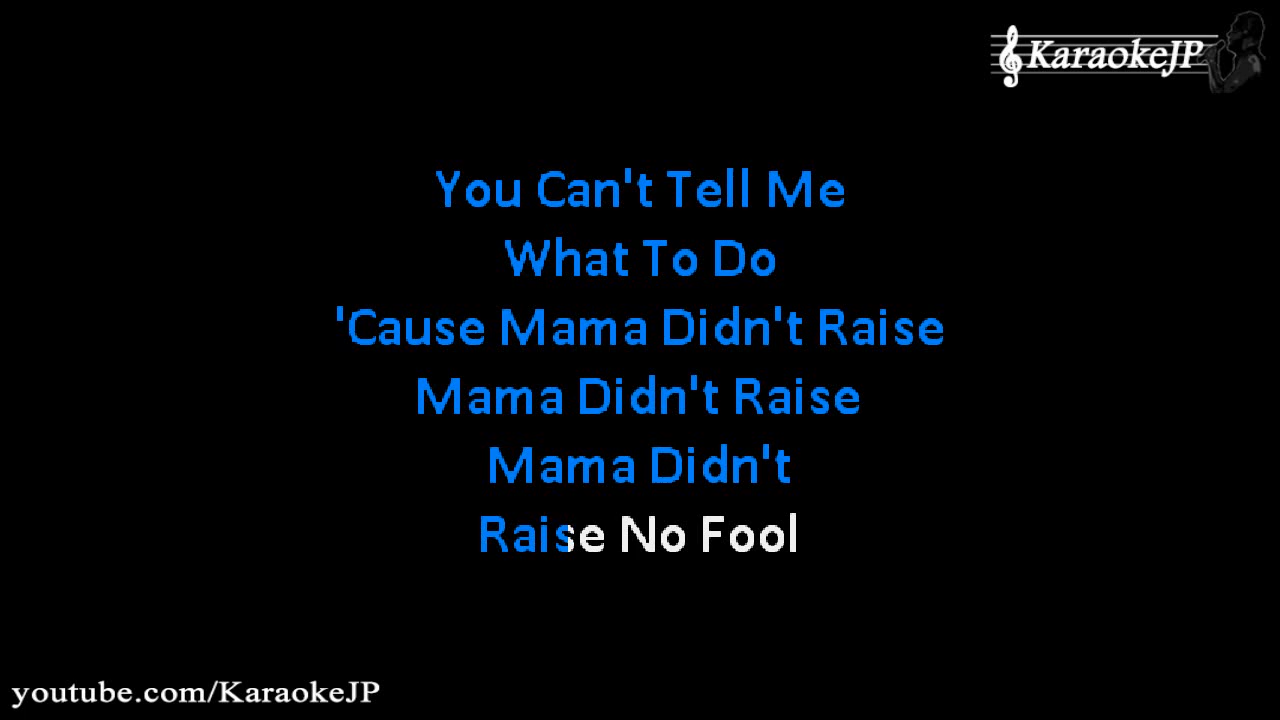 KaraokeJP
You Can't Tell Me
What To Do
'Cause Mama Didn't Raise
Mama Didn't Raise
Mama Didn't
Raise No Fool
youtube.com/KaraokeJP